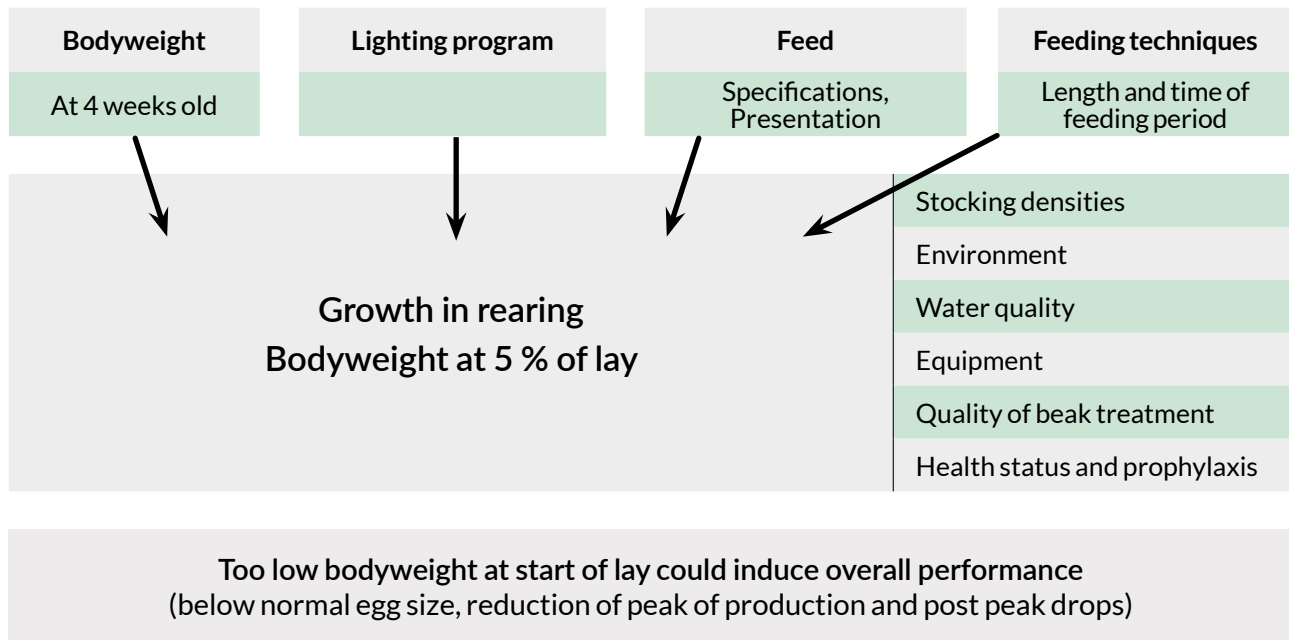 Bodyweight
At 4 weeks old
Lighting program
Feed
Specifications,
Presentation
Feeding techniques
Length and time of
feeding period
Growth in rearing
Bodyweight at 5 % of lay
Stocking densities
Environment
Water quality
Equipment
Quality of beak treatment
Health status and prophylaxis
Too low bodyweight at start of lay could induce overall performance
(below normal egg size, reduction of peak of production and post peak drops)